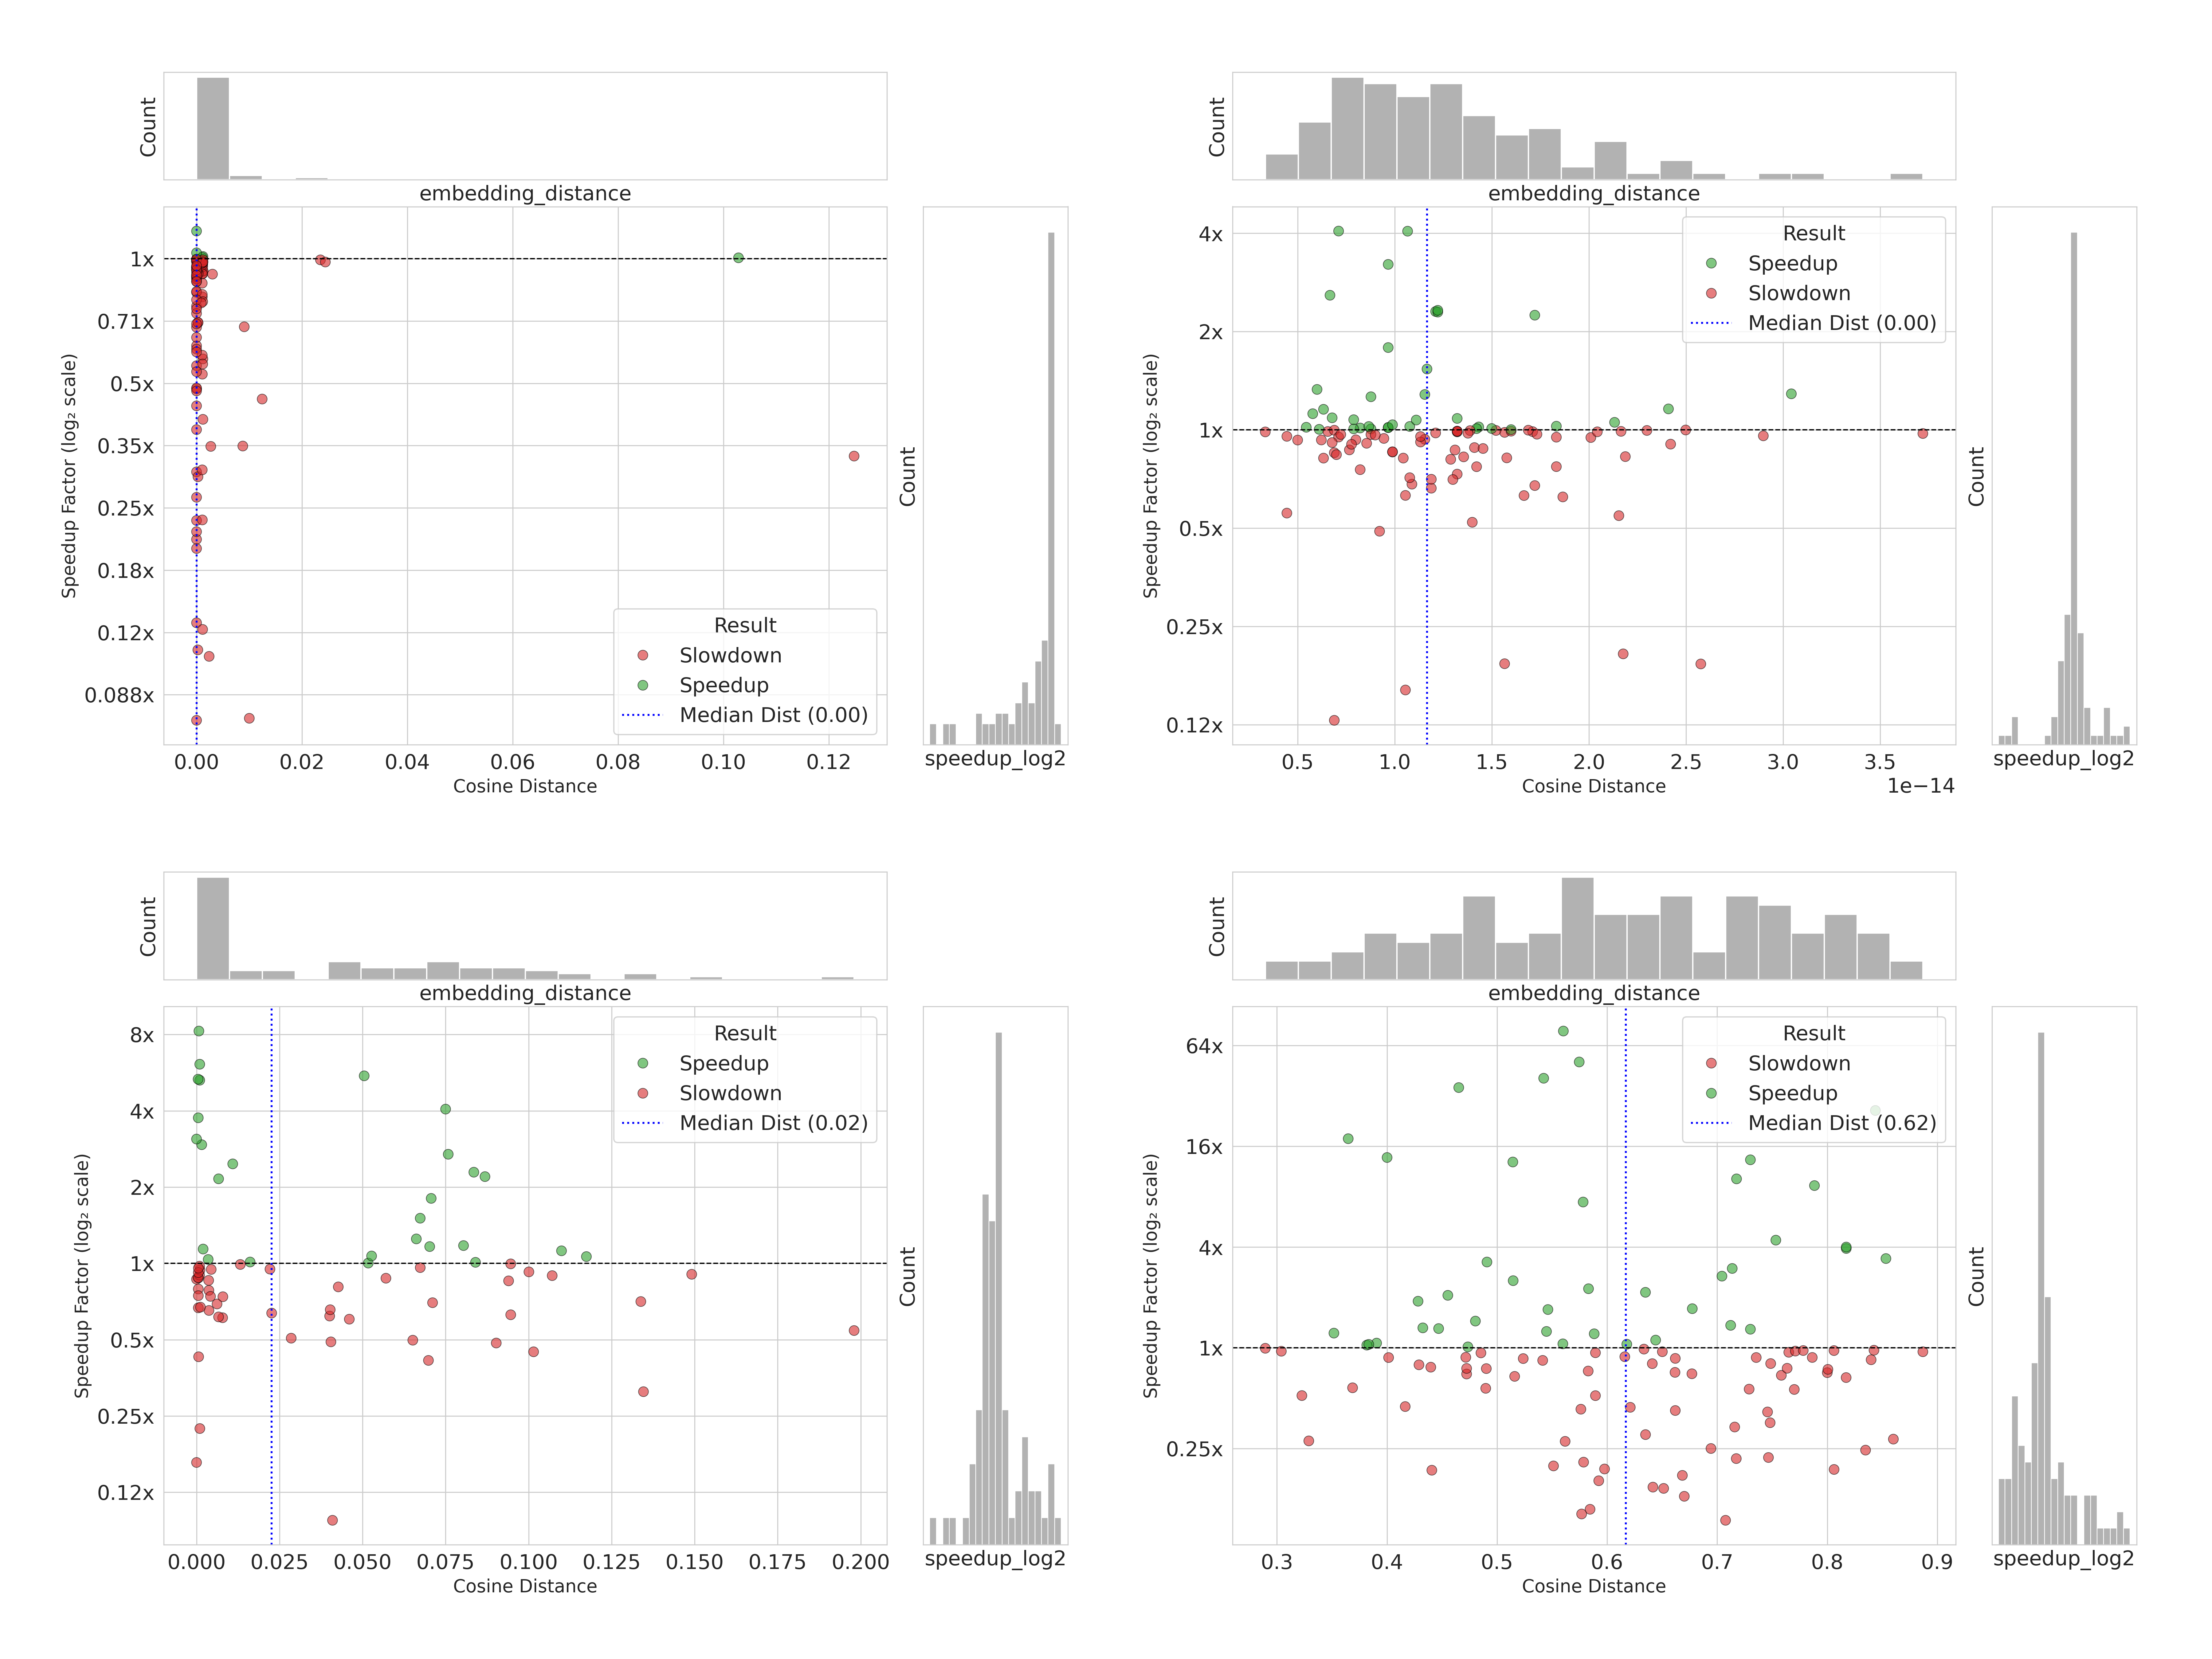 Count
embedding_distance
Speedup Factor (log₂ scale)
1x
0.71x
0.5x
0.35x
0.25x
0.18x
0.12x
0.088x
Result
Slowdown
Speedup
Median Dist (0.00)
0.00 0.02 0.04 0.06 0.08 0.10 0.12
Cosine Distance
Count
speedup_log2
Count
embedding_distance
Speedup Factor (log₂ scale)
4x
2x
1x
0.5x
0.25x
0.12x
Result
Speedup
Slowdown
Median Dist (0.00)
0.5 1.0 1.5 2.0 2.5 3.0 3.5
1e−14
Cosine Distance
Count
speedup_log2
Count
embedding_distance
Speedup Factor (log₂ scale)
8x
4x
2x
1x
0.5x
0.25x
0.12x
Result
Speedup
Slowdown
Median Dist (0.02)
0.000 0.025 0.050 0.075 0.100 0.125 0.150 0.175 0.200
Cosine Distance
Count
speedup_log2
Count
embedding_distance
Speedup Factor (log₂ scale)
64x
16x
4x
1x
0.25x
Result
Slowdown
Speedup
Median Dist (0.62)
0.3 0.4 0.5 0.6 0.7 0.8 0.9
Cosine Distance
Count
speedup_log2